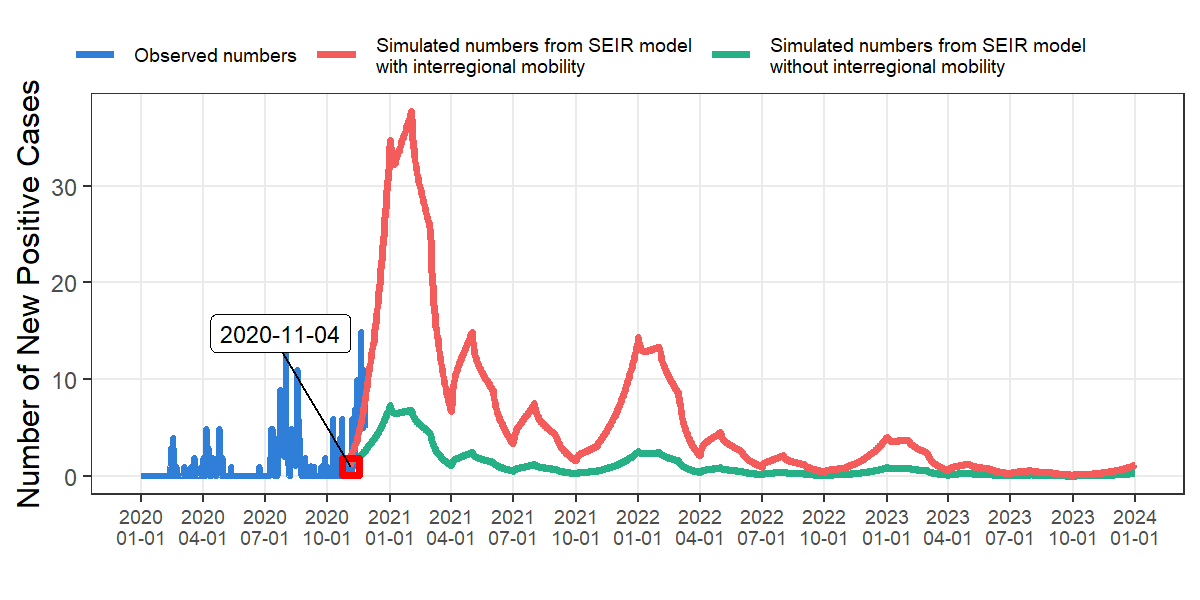 Observed numbers
Simulated numbers from SEIR model
with interregional mobility
Simulated numbers from SEIR model
without interregional mobility
Number of New Positive Cases
30
20
10
0
2020-11-04
2020 2020 2020 2020 2021 2021 2021 2021 2022 2022 2022 2022 2023 2023 2023 2023 2024
01-01 04-01 07-01 10-01 01-01 04-01 07-01 10-01 01-01 04-01 07-01 10-01 01-01 04-01 07-01 10-01 01-01